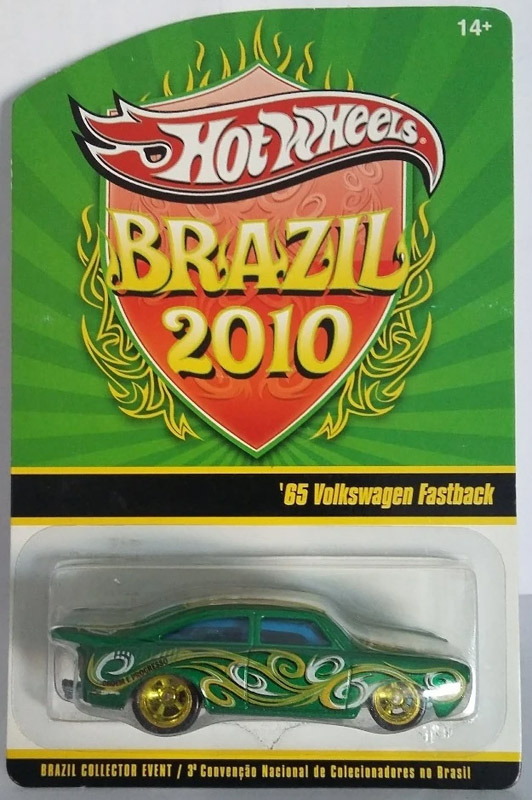 14+
Hot Wheels®
BRAZIL
2010
'65 Volkswagen Fastback
BRAZIL COLLECTOR EVENT / 3ª Convenção Nacional de Colecionadores no Brasil